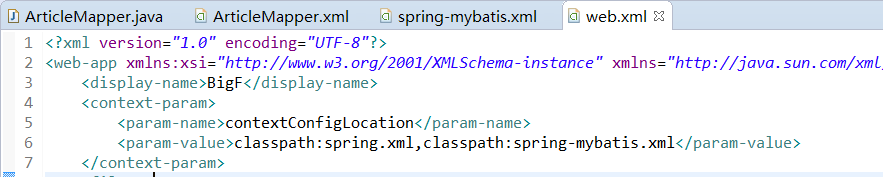 ArticleMapper.java ArticleMapper.xml spring-mybatis.xml web.xml
1 <?xml version="1.0" encoding="UTF-8"?>
2 <web-app xmlns:xsi="http://www.w3.org/2001/XMLSchema-instance" xmlns="http://java.sun.com/xml/
3 <display-name>BigF</display-name>
4 <context-param>
5 <param-name>contextConfigLocation</param-name>
6 <param-value>classpath:spring.xml,classpath:spring-mybatis.xml</param-value>
7 </context-param>